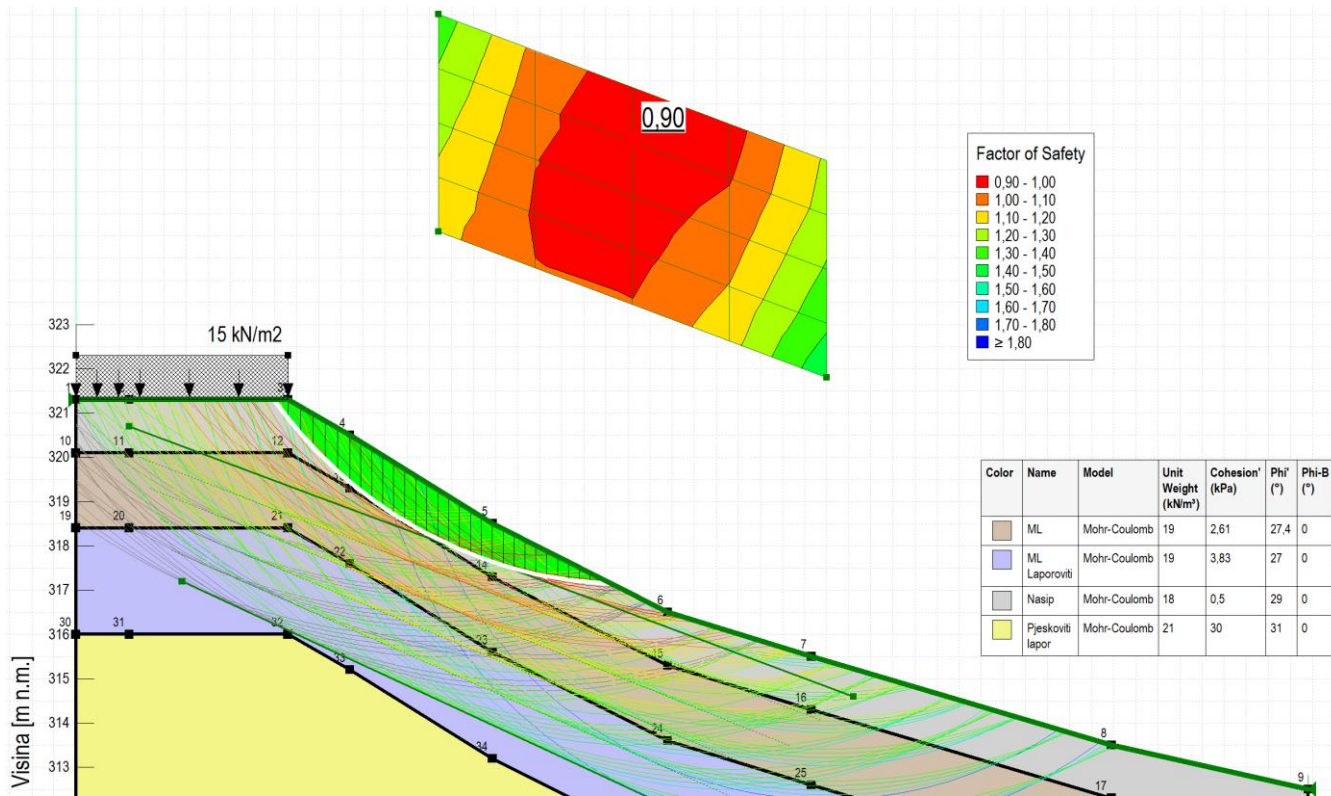 0,90
Factor of Safety
0,90 - 1,00
1,00 - 1,10
1,10 - 1,20
1,20 - 1,30
1,30 - 1,40
1,40 - 1,50
1,50 - 1,60
1,60 - 1,70
1,70 - 1,80
≥ 1,80
15 kN/m2
323
322
321
320
319
318
317
316
315
314
313
Visina [m n.m.]
4
5
6
7
8
9
10
11
12
14
15
16
17
19
20
21
22
23
24
25
30
31
32
33
34
Color Name Model Unit Weight (kN/m³) Cohesion' (kPa) Phi' (°) Phi-B (°)
ML Mohr-Coulomb 19 2,61 27,4 0
ML Laporoviti Mohr-Coulomb 19 3,83 27 0
Nasip Mohr-Coulomb 18 0,5 29 0
Pjeskoviti lapor Mohr-Coulomb 21 30 31 0